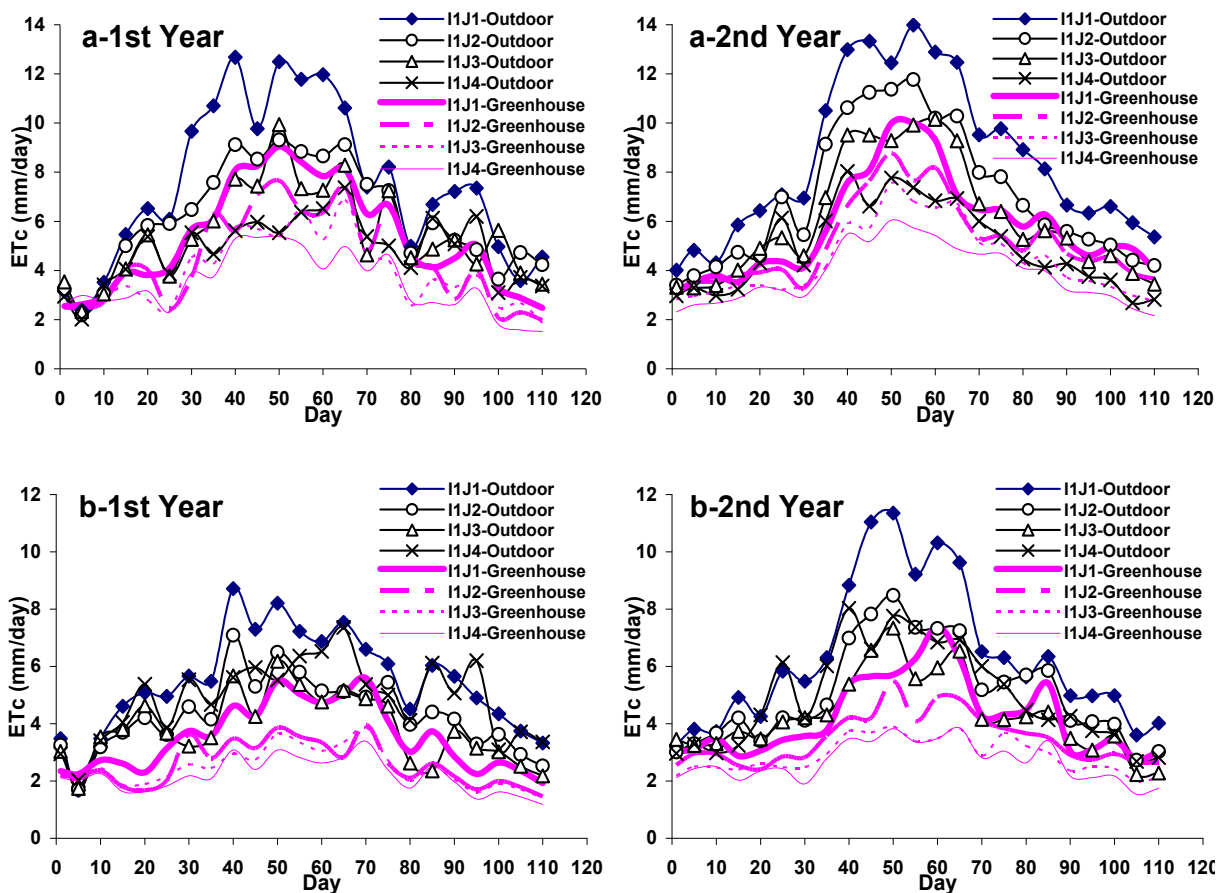 a-1st Year
ETc (mm/day)
14
12
10
8
6
4
2
0
0 10 20 30 40 50 60 70 80 90 100 110 120
Day
I1J1-Outdoor
I1J2-Outdoor
I1J3-Outdoor
I1J4-Outdoor
I1J1-Greenhouse
I1J2-Greenhouse
I1J3-Greenhouse
I1J4-Greenhouse
a-2nd Year
ETc (mm/day)
14
12
10
8
6
4
2
0
0 10 20 30 40 50 60 70 80 90 100 110 120
Day
I1J1-Outdoor
I1J2-Outdoor
I1J3-Outdoor
I1J4-Outdoor
I1J1-Greenhouse
I1J2-Greenhouse
I1J3-Greenhouse
I1J4-Greenhouse
b-1st Year
ETc (mm/day)
12
10
8
6
4
2
0
0 10 20 30 40 50 60 70 80 90 100 110 120
Day
I1J1-Outdoor
I1J2-Outdoor
I1J3-Outdoor
I1J4-Outdoor
I1J1-Greenhouse
I1J2-Greenhouse
I1J3-Greenhouse
I1J4-Greenhouse
b-2nd Year
ETc (mm/day)
12
10
8
6
4
2
0
0 10 20 30 40 50 60 70 80 90 100 110 120
Day
I1J1-Outdoor
I1J2-Outdoor
I1J3-Outdoor
I1J4-Outdoor
I1J1-Greenhouse
I1J2-Greenhouse
I1J3-Greenhouse
I1J4-Greenhouse